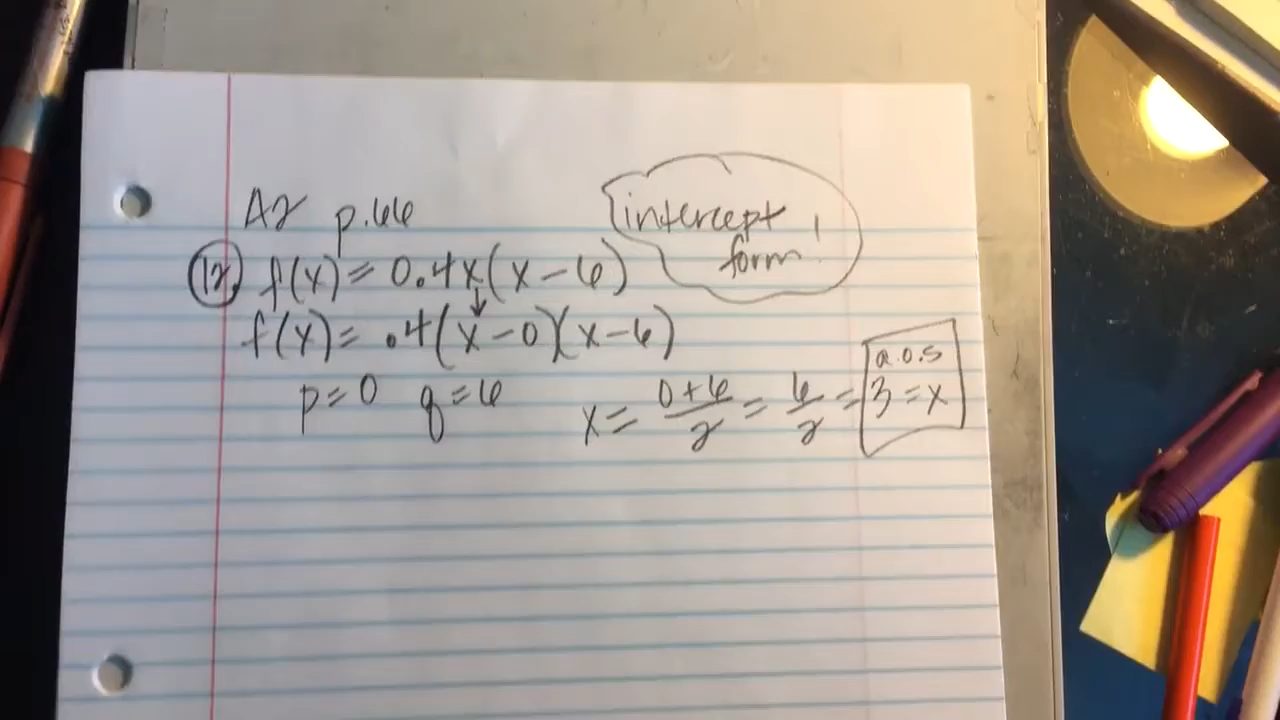 A2 p.66
intercept form!
12. f(x) = 0.4x(x-6)
f(x) = .4(x-0)(x-6)
p=0 q=6
x = 0+6/2 = 6/2 = 3=x
a.o.s